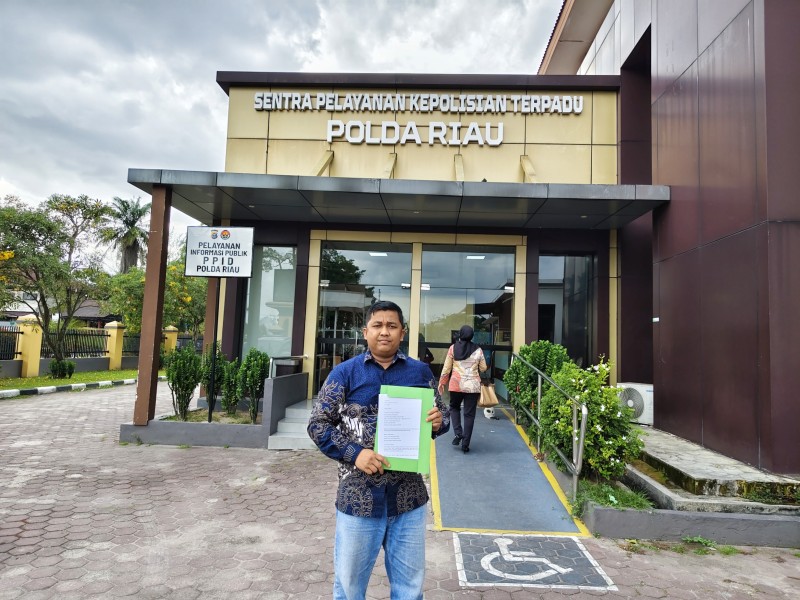 SENTRA PELAYANAN KEPOLISIAN TERPADU
POLDA RIAU
PELAYANAN
INFORMASI PUBLIK
PPID
POLDA RIAU